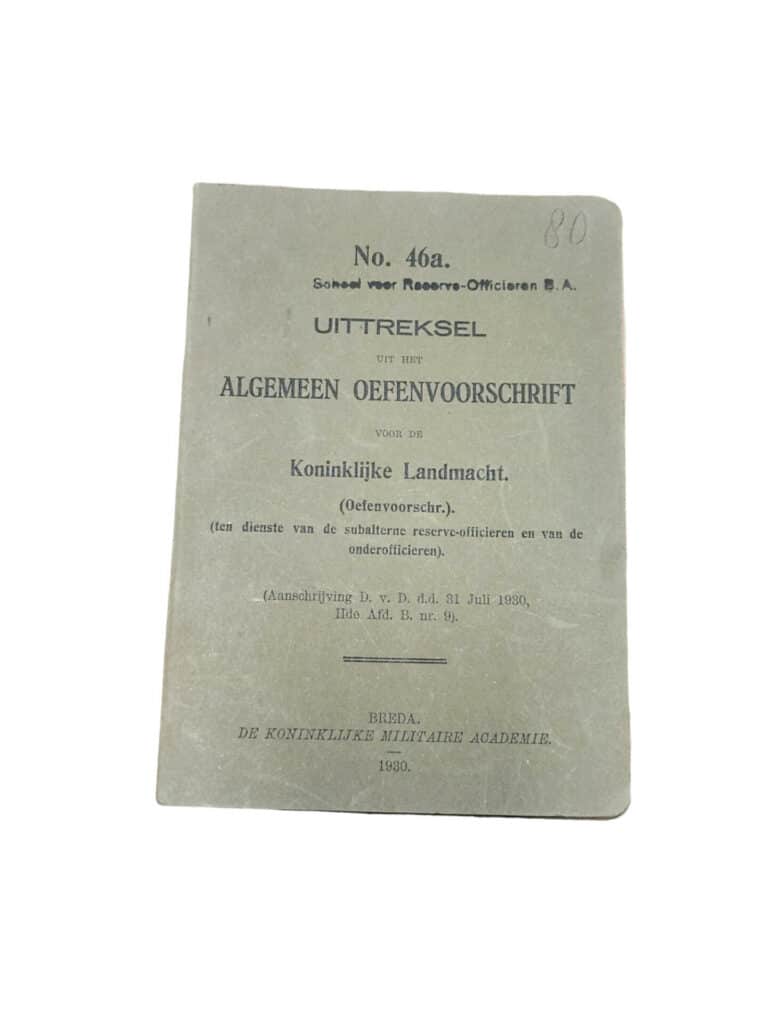 80
No. 46a.
School voor Reserve-Officieren B.A.
UITTREKSEL
UIT HET
ALGEMEEN OEFENVOORSCHRIFT
VOOR DE
Koninklijke Landmacht.
(Oefenvoorschr.).
(ten dienste van de subalterne reserve-officieren en van de
onderofficieren).
(Aanschrijving D. v. D. d.d. 31 Juli 1930,
IIde Afd. B. nr. 9).
BREDA.
DE KONINKLIJKE MILITAIRE ACADEMIE.
1930.